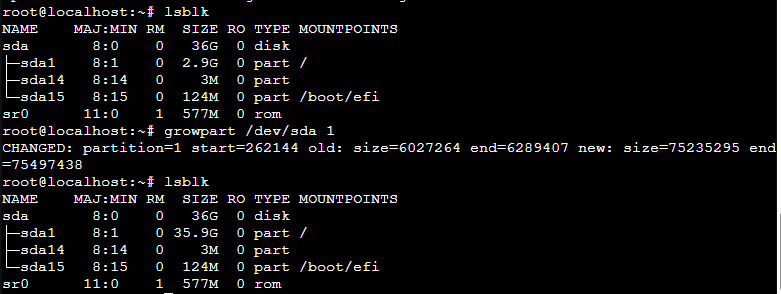 root@localhost:~# lsblk
NAME    MAJ:MIN RM  SIZE RO TYPE MOUNTPOINTS
sda       8:0    0   36G  0 disk
├─sda1    8:1    0  2.9G  0 part /
├─sda14   8:14   0    3M  0 part
└─sda15   8:15   0  124M  0 part /boot/efi
sr0      11:0    1  577M  0 rom
root@localhost:~# growpart /dev/sda 1
CHANGED: partition=1 start=262144 old: size=6027264 end=6289407 new: size=75235295 end
=75497438
root@localhost:~# lsblk
NAME    MAJ:MIN RM  SIZE RO TYPE MOUNTPOINTS
sda       8:0    0   36G  0 disk
├─sda1    8:1    0 35.9G  0 part /
├─sda14   8:14   0    3M  0 part
└─sda15   8:15   0  124M  0 part /boot/efi
sr0      11:0    1  577M  0 rom